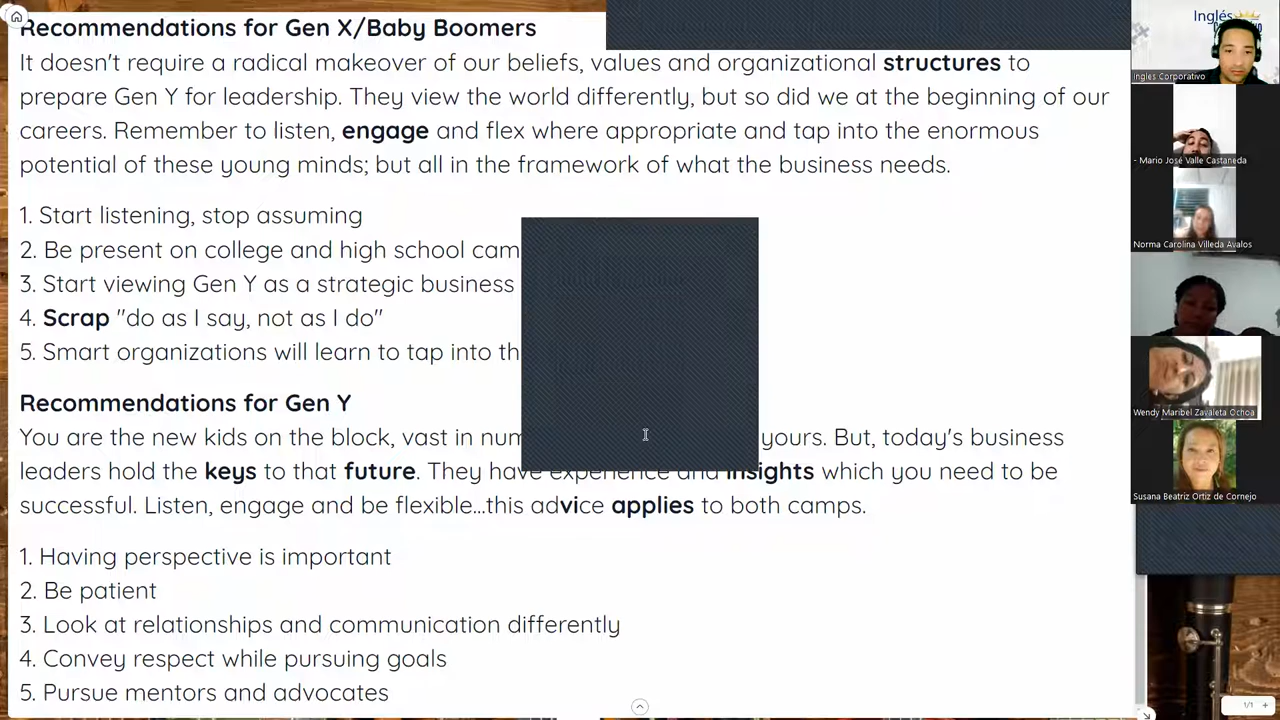 Recommendations for Gen X/Baby Boomers
It doesn't require a radical makeover of our beliefs, values and organizational structures to
prepare Gen Y for leadership. They view the world differently, but so did we at the beginning of our
careers. Remember to listen, engage and flex where appropriate and tap into the enormous
potential of these young minds; but all in the framework of what the business needs.
1. Start listening, stop assuming
2. Be present on college and high school cam
3. Start viewing Gen Y as a strategic business
4. Scrap "do as I say, not as I do"
5. Smart organizations will learn to tap into th
Recommendations for Gen Y
You are the new kids on the block, vast in num yours. But, today's business
leaders hold the keys to that future. They have experience and insights which you need to be
successful. Listen, engage and be flexible...this advice applies to both camps.
1. Having perspective is important
2. Be patient
3. Look at relationships and communication differently
4. Convey respect while pursuing goals
5. Pursue mentors and advocates
Inglés
Ingles Corporativo
- Mario José Valle Castaneda
Norma Carolina Villeda Avalos
Wendy Maribel Zavaleta Ochoa
Susana Beatriz Ortiz de Cornejo
1/1